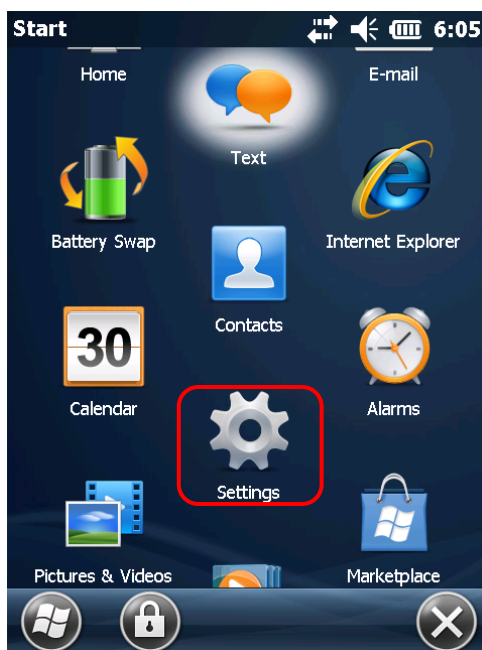 Start 6:05
Home
E-mail
Text
Battery Swap
Internet Explorer
Contacts
30
Calendar
Alarms
Settings
Pictures & Videos
Marketplace